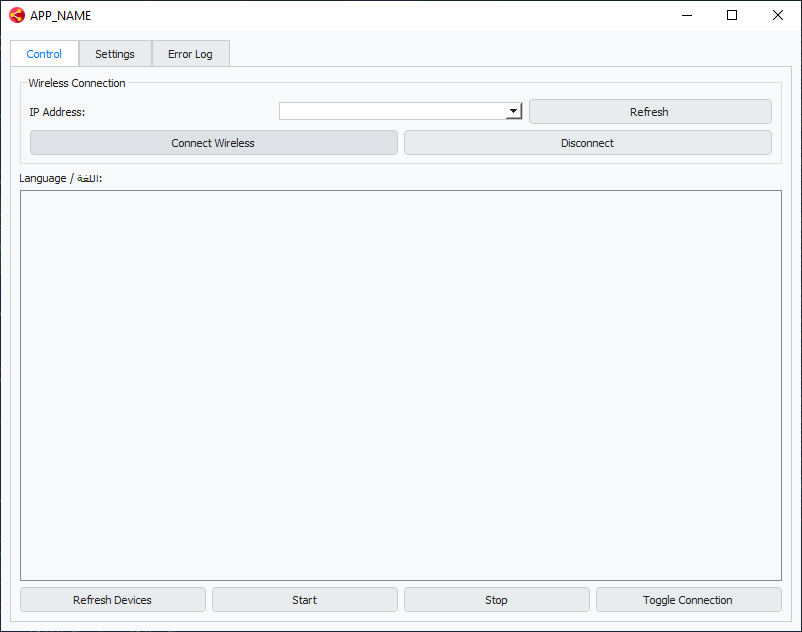 APP_NAME
Control Settings Error Log
Wireless Connection
IP Address: Refresh
Connect Wireless Disconnect
Language / اللغة:
Refresh Devices Start Stop Toggle Connection